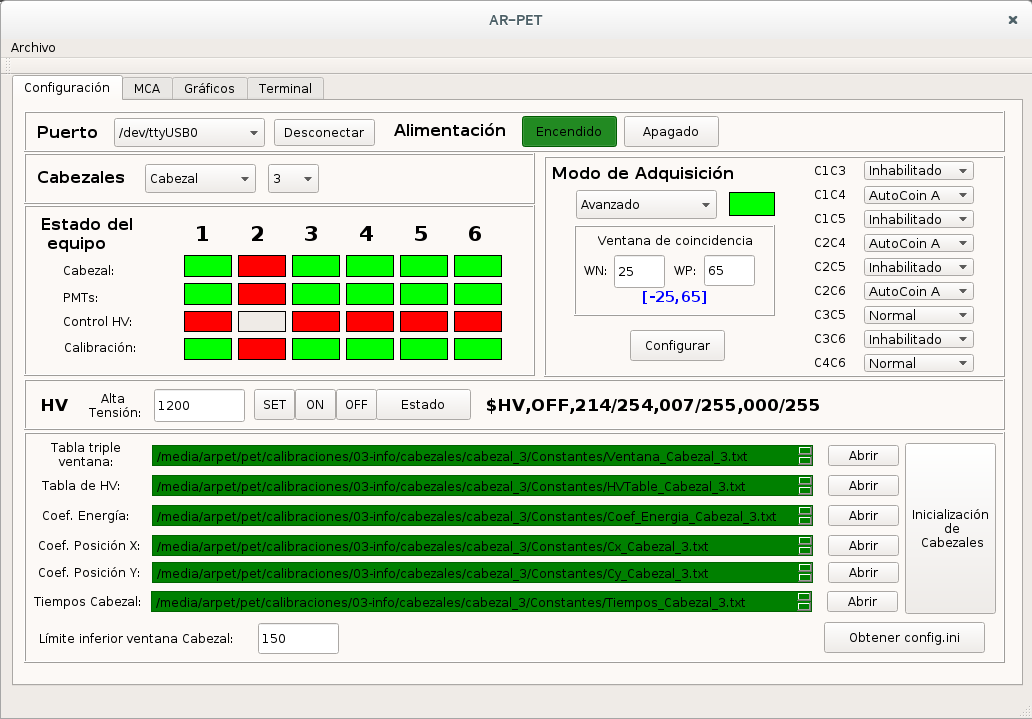 AR-PET
Archivo
Configuración MCA Gráficos Terminal
Puerto /dev/ttyUSB0 Desconectar Alimentación Encendido Apagado
Cabezales Cabezal 3
Estado del
equipo
1 2 3 4 5 6
Cabezal:
PMTs:
Control HV:
Calibración:
Modo de Adquisición
Avanzado
Ventana de coincidencia
WN: 25 WP: 65
[-25,65]
Configurar
C1C3 Inhabilitado
C1C4 AutoCoin A
C1C5 Inhabilitado
C2C4 AutoCoin A
C2C5 Inhabilitado
C2C6 AutoCoin A
C3C5 Normal
C3C6 Inhabilitado
C4C6 Normal
HV
Alta
Tensión:
1200 SET ON OFF Estado $HV,OFF,214/254,007/255,000/255
Tabla triple
ventana:
/media/arpet/pet/calibraciones/03-info/cabezales/cabezal_3/Constantes/Ventana_Cabezal_3.txt Abrir
Tabla de HV: /media/arpet/pet/calibraciones/03-info/cabezales/cabezal_3/Constantes/HVTable_Cabezal_3.txt Abrir
Coef. Energía: /media/arpet/pet/calibraciones/03-info/cabezales/cabezal_3/Constantes/Coef_Energia_Cabezal_3.txt Abrir
Coef. Posición X: /media/arpet/pet/calibraciones/03-info/cabezales/cabezal_3/Constantes/Cx_Cabezal_3.txt Abrir
Coef. Posición Y: /media/arpet/pet/calibraciones/03-info/cabezales/cabezal_3/Constantes/Cy_Cabezal_3.txt Abrir
Tiempos Cabezal: /media/arpet/pet/calibraciones/03-info/cabezales/cabezal_3/Constantes/Tiempos_Cabezal_3.txt Abrir
Inicialización
de
Cabezales
Límite inferior ventana Cabezal: 150 Obtener config.ini